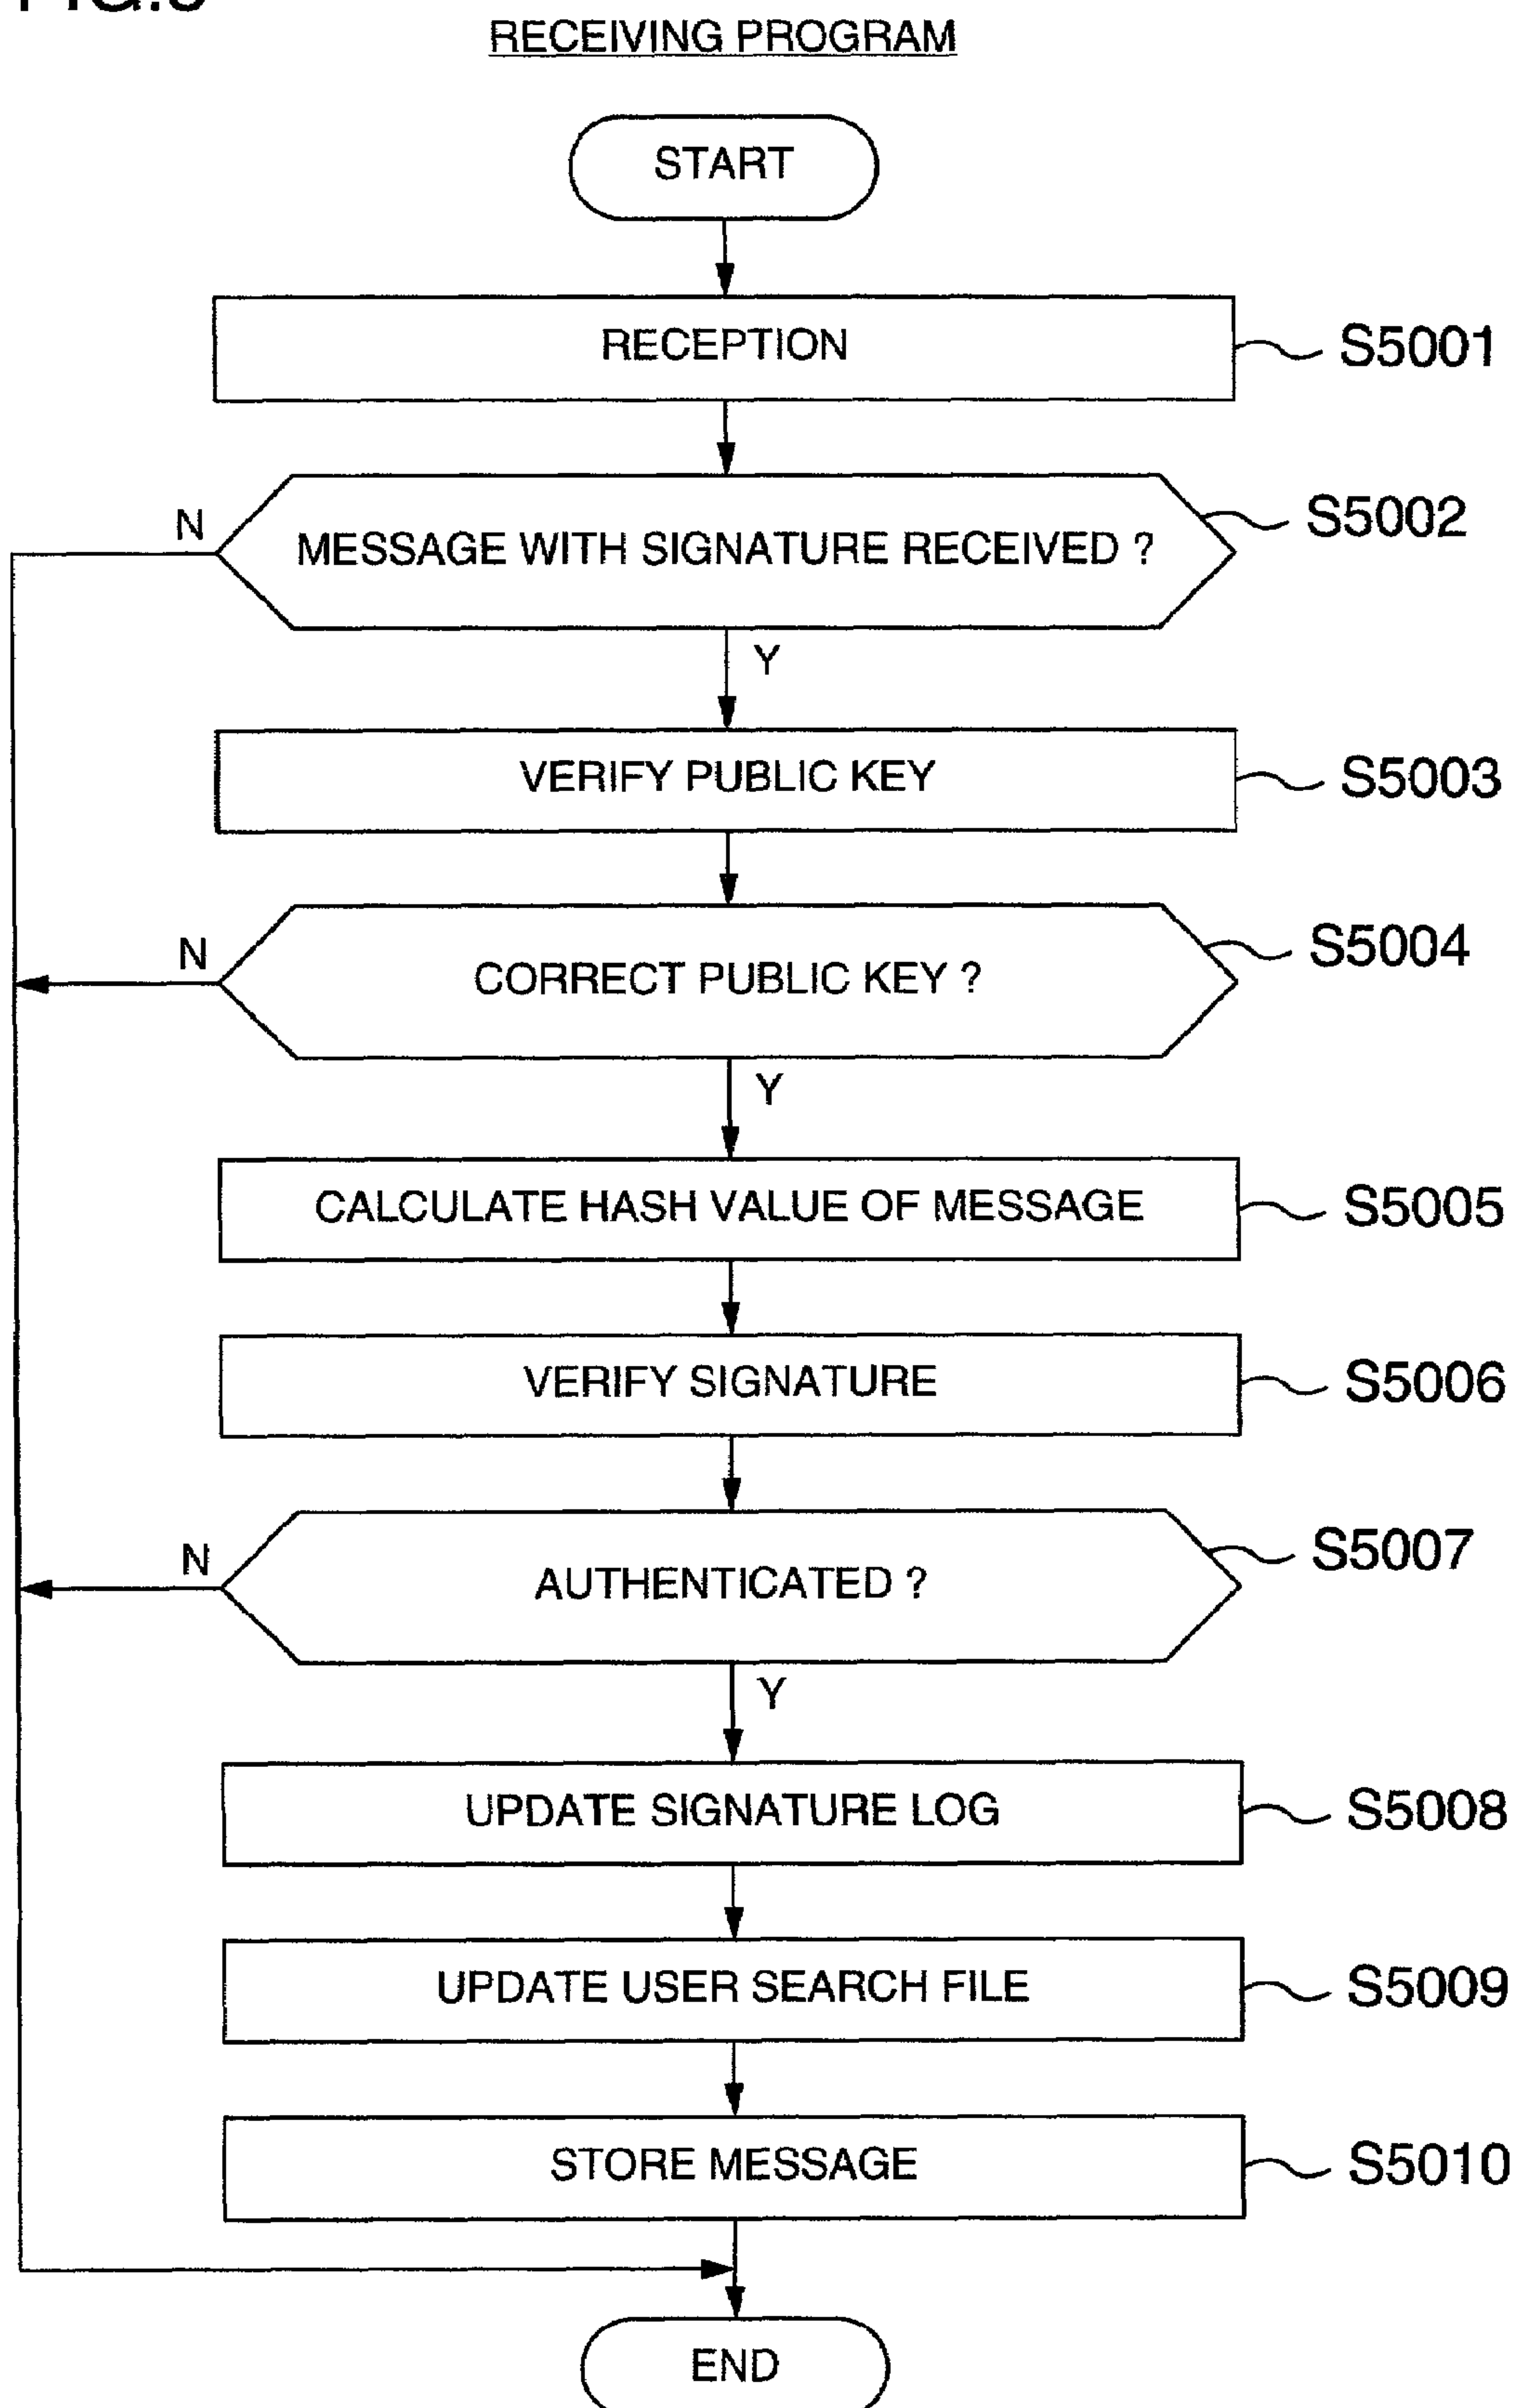 RECEIVING PROGRAM
START
RECEPTION
S5001
N
MESSAGE WITH SIGNATURE RECEIVED ?
S5002
Y
VERIFY PUBLIC KEY
S5003
N
CORRECT PUBLIC KEY ?
S5004
Y
CALCULATE HASH VALUE OF MESSAGE
S5005
VERIFY SIGNATURE
S5006
N
AUTHENTICATED ?
S5007
Y
UPDATE SIGNATURE LOG
S5008
UPDATE USER SEARCH FILE
S5009
STORE MESSAGE
S5010
END